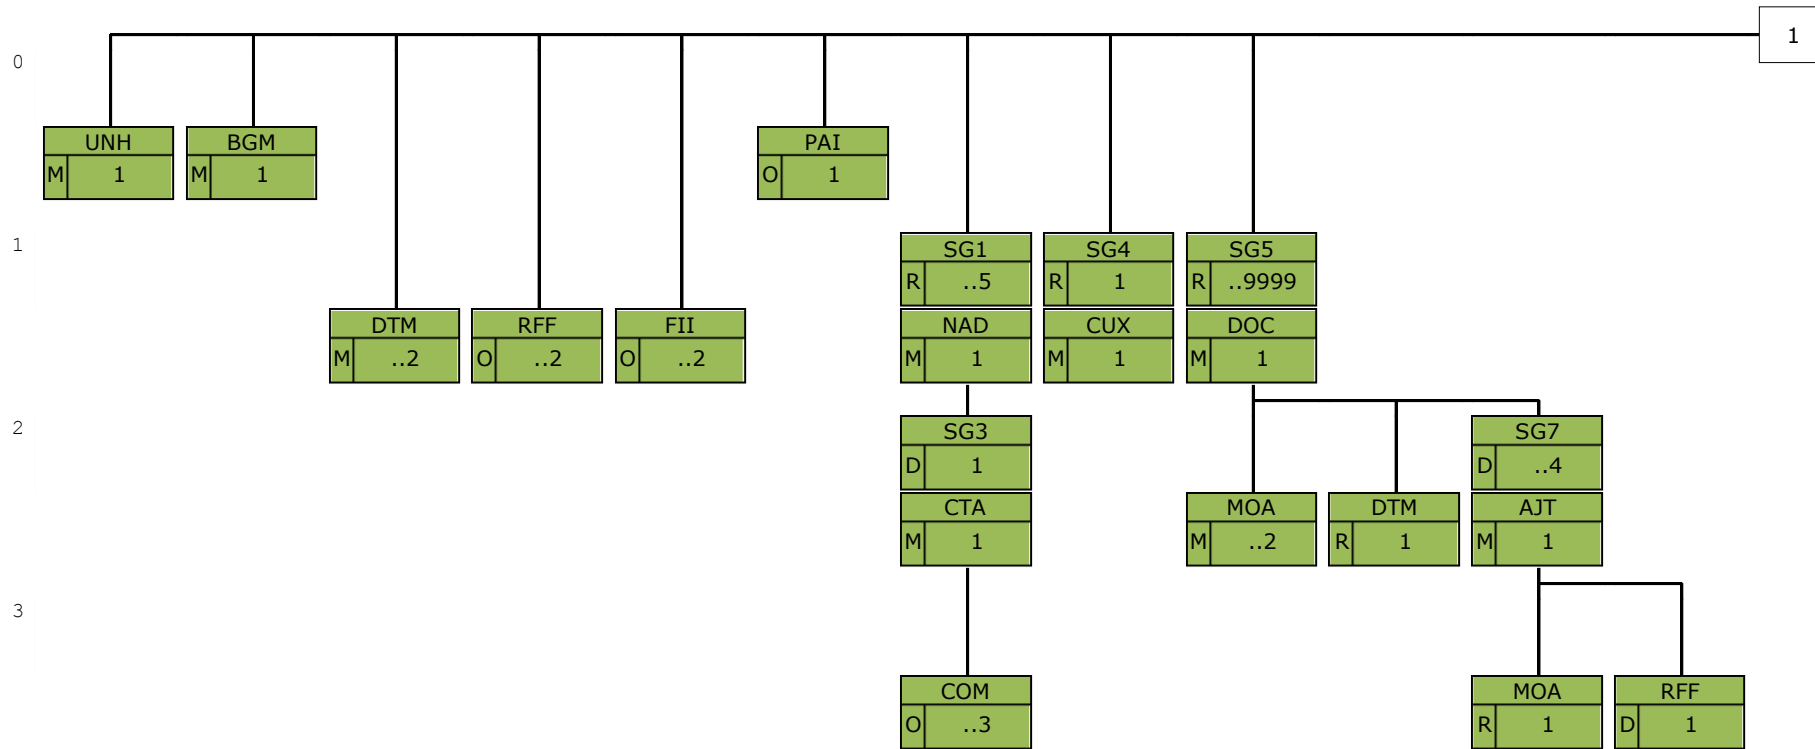 1
0
UNH BGM PAI
M 1 M 1 O 1
1
SG1 SG4 SG5
R ..5 R 1 R ..9999
DTM RFF FII NAD CUX DOC
M ..2 O ..2 O ..2 M 1 M 1 M 1
2
SG3 SG7
D 1 D ..4
CTA MOA DTM AJT
M 1 M ..2 R 1 M 1
3
COM MOA RFF
O ..3 R 1 D 1